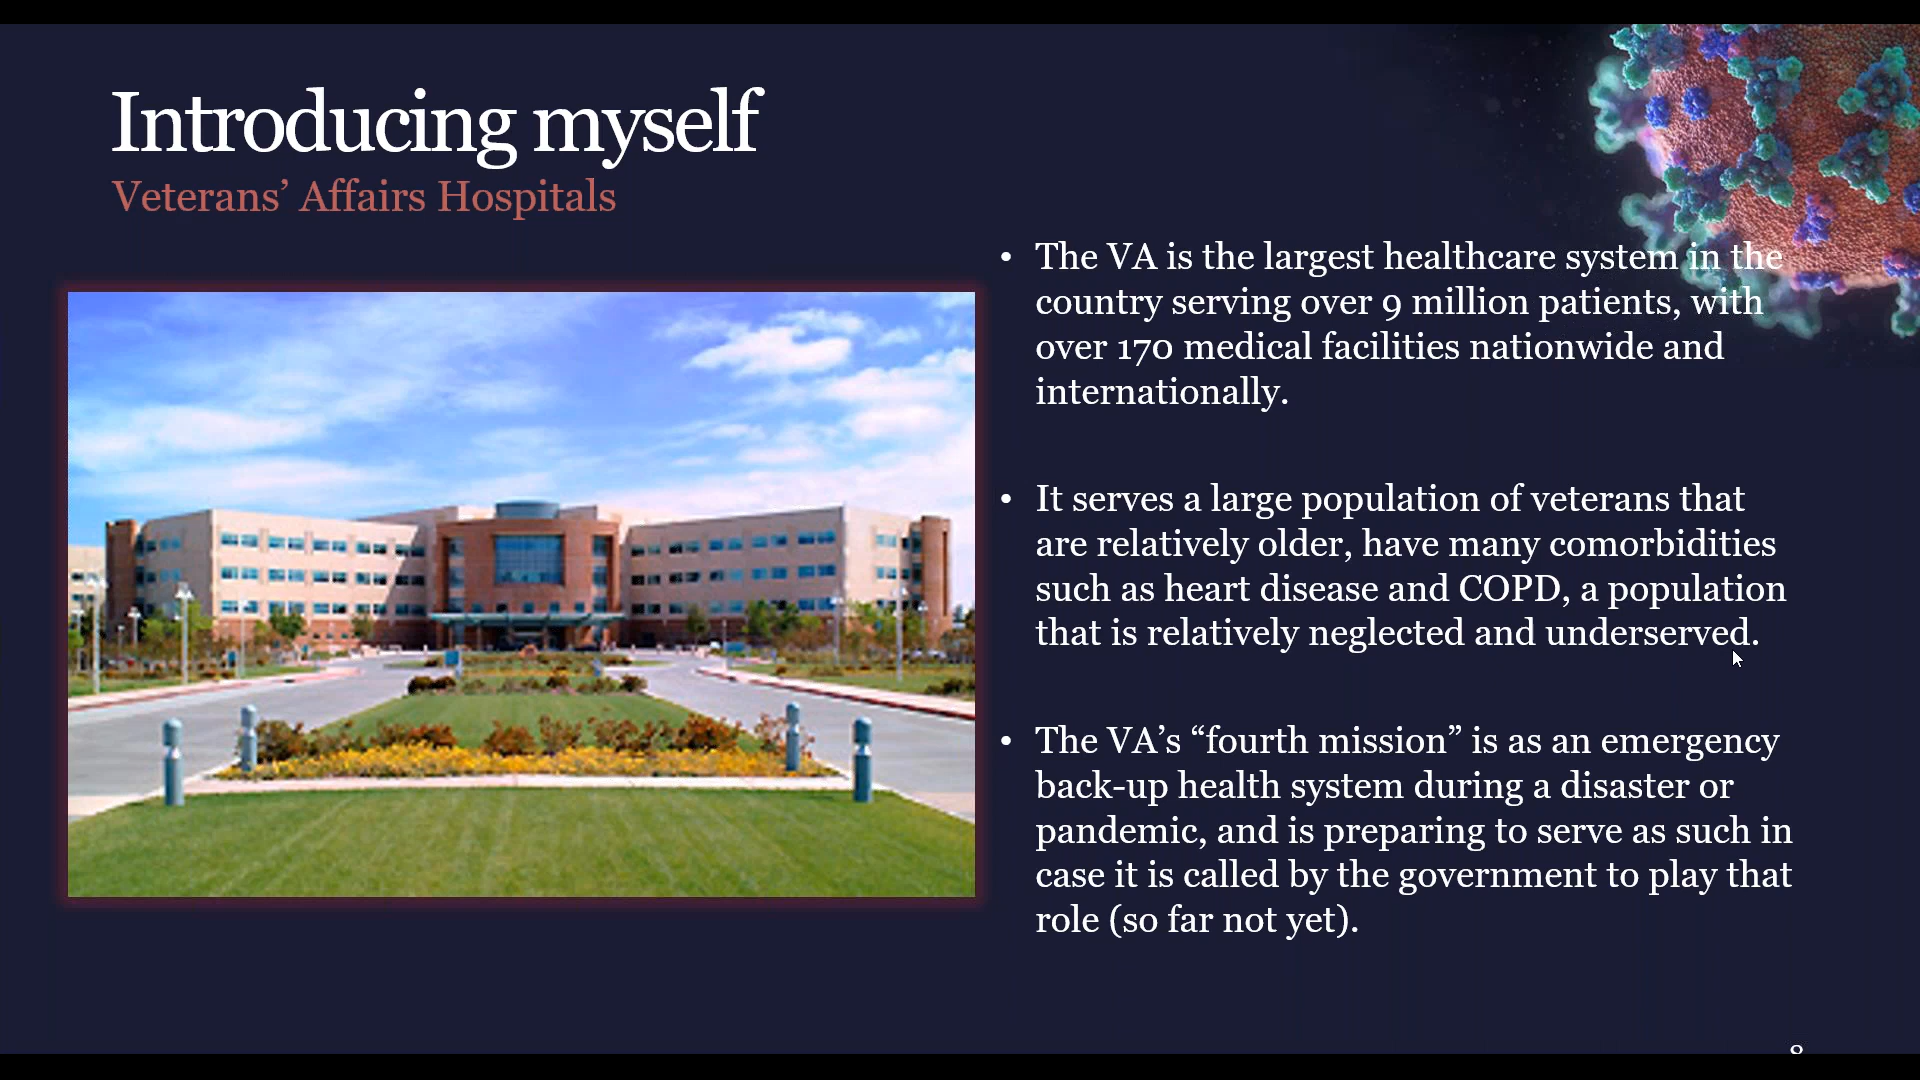 Introducing myself
Veterans’ Affairs Hospitals
• The VA is the largest healthcare system in the
country serving over 9 million patients, with
over 170 medical facilities nationwide and
internationally.
• It serves a large population of veterans that
are relatively older, have many comorbidities
such as heart disease and COPD, a population
that is relatively neglected and underserved.
• The VA’s “fourth mission” is as an emergency
back-up health system during a disaster or
pandemic, and is preparing to serve as such in
case it is called by the government to play that
role (so far not yet).
8